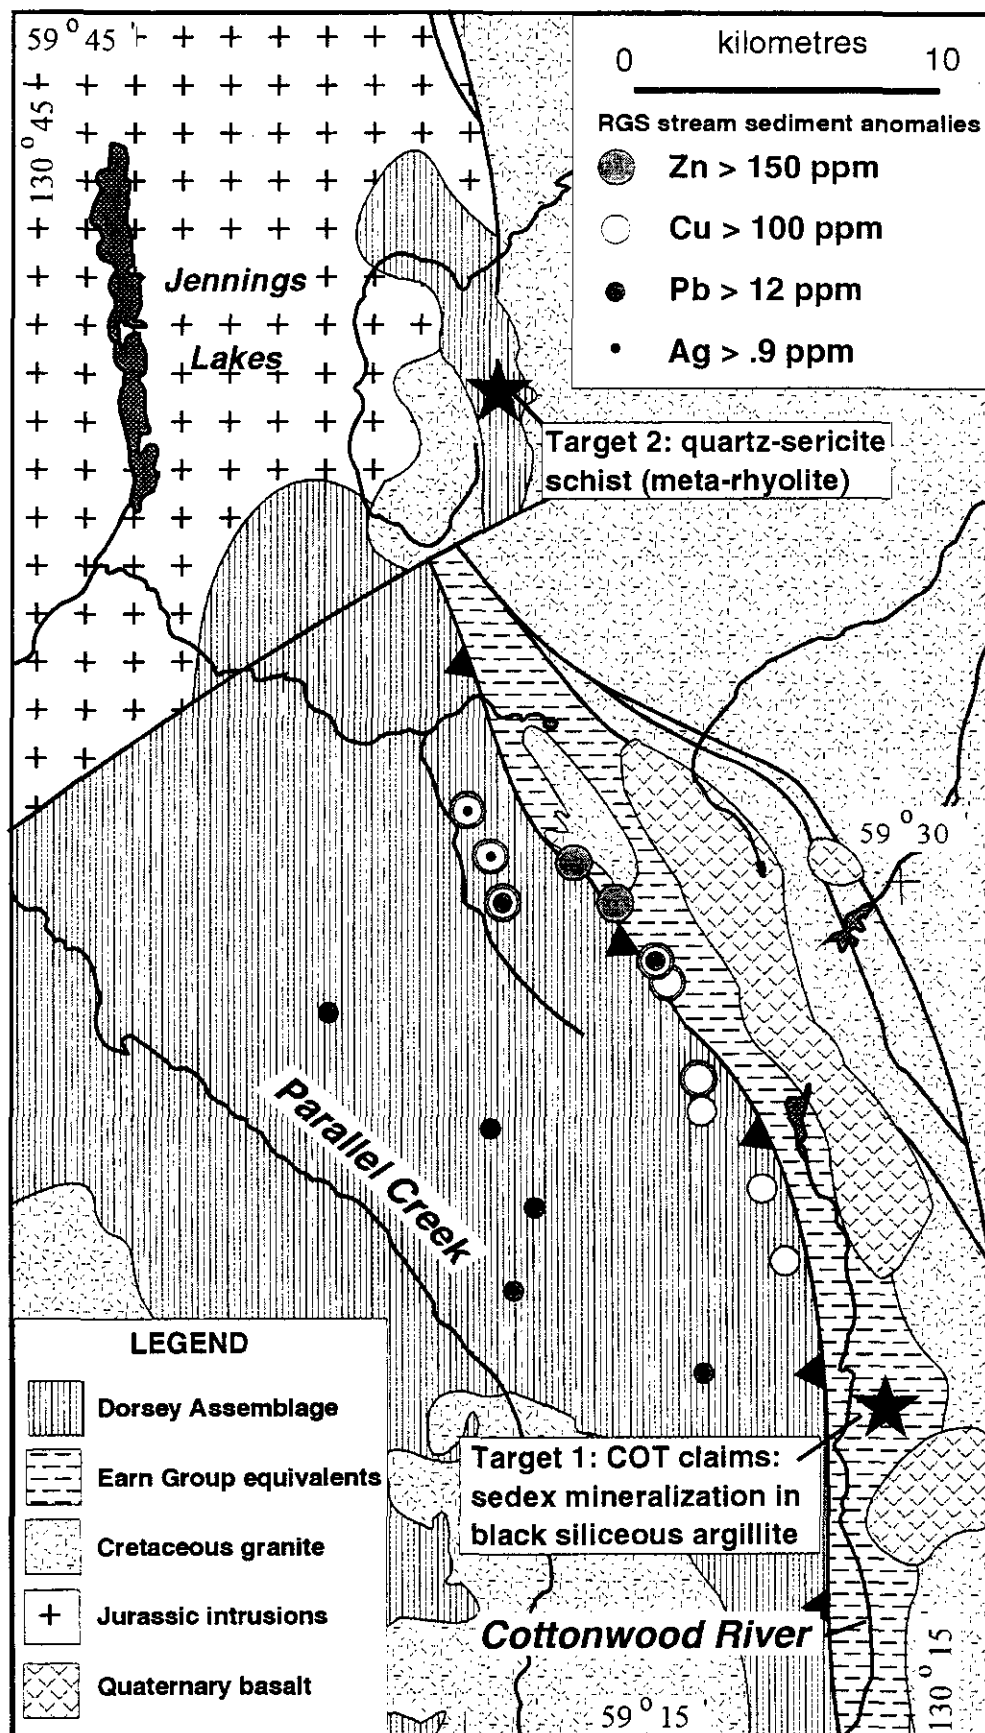 59° 45'
130° 45
kilometres
0 10
RGS stream sediment anomalies
Zn > 150 ppm
Cu > 100 ppm
Pb > 12 ppm
Ag > .9 ppm
Jennings
Lakes
Target 2: quartz-sericite
schist (meta-rhyolite)
59° 30
Parallel Creek
LEGEND
Dorsey Assemblage
Earn Group equivalents
Cretaceous granite
Jurassic intrusions
Quaternary basalt
Target 1: COT claims:
sedex mineralization in
black siliceous argillite
Cottonwood River
59° 15
130° 15